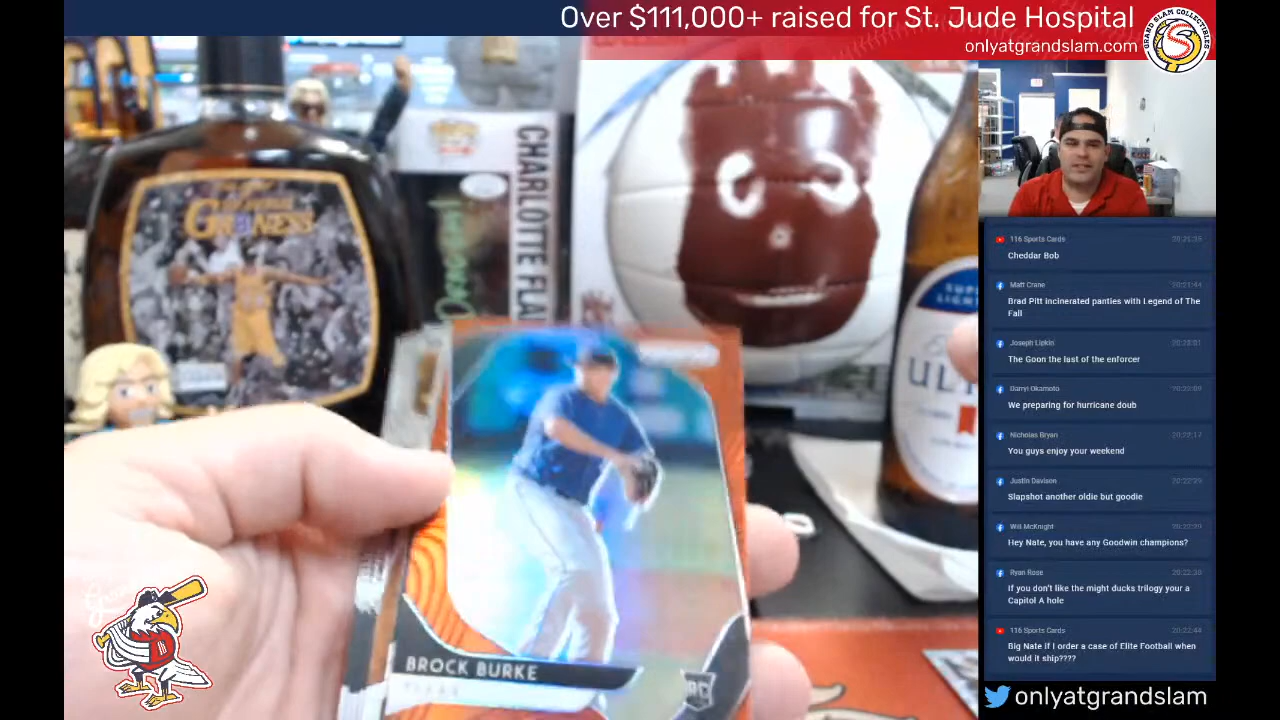 Over $111,000+ raised for St. Jude Hospital
onlyatgrandslam.com
GRAND SLAM COLLECTIBLES
GREATNESS
CHARLOTTE FLA
SUP
LIGH
UL
BROCK BURKE
RC
116 Sports Cards
Cheddar Bob
Matt Crane
Brad Pitt incinerated panties with Legend of The
Fall
Joseph Lipkin
The Goon the last of the enforcer
Darryl Okamoto
We preparing for hurricane doub
Nicholas Bryan
You guys enjoy your weekend
Justin Davison
Slapshot another oldie but goodie
Will McKnight
Hey Nate, you have any Goodwin champions?
Ryan Rose
If you don't like the might ducks trilogy your a
Capitol A hole
116 Sports Cards
Big Nate if I order a case of Elite Football when
would it ship????
onlyatgrandslam